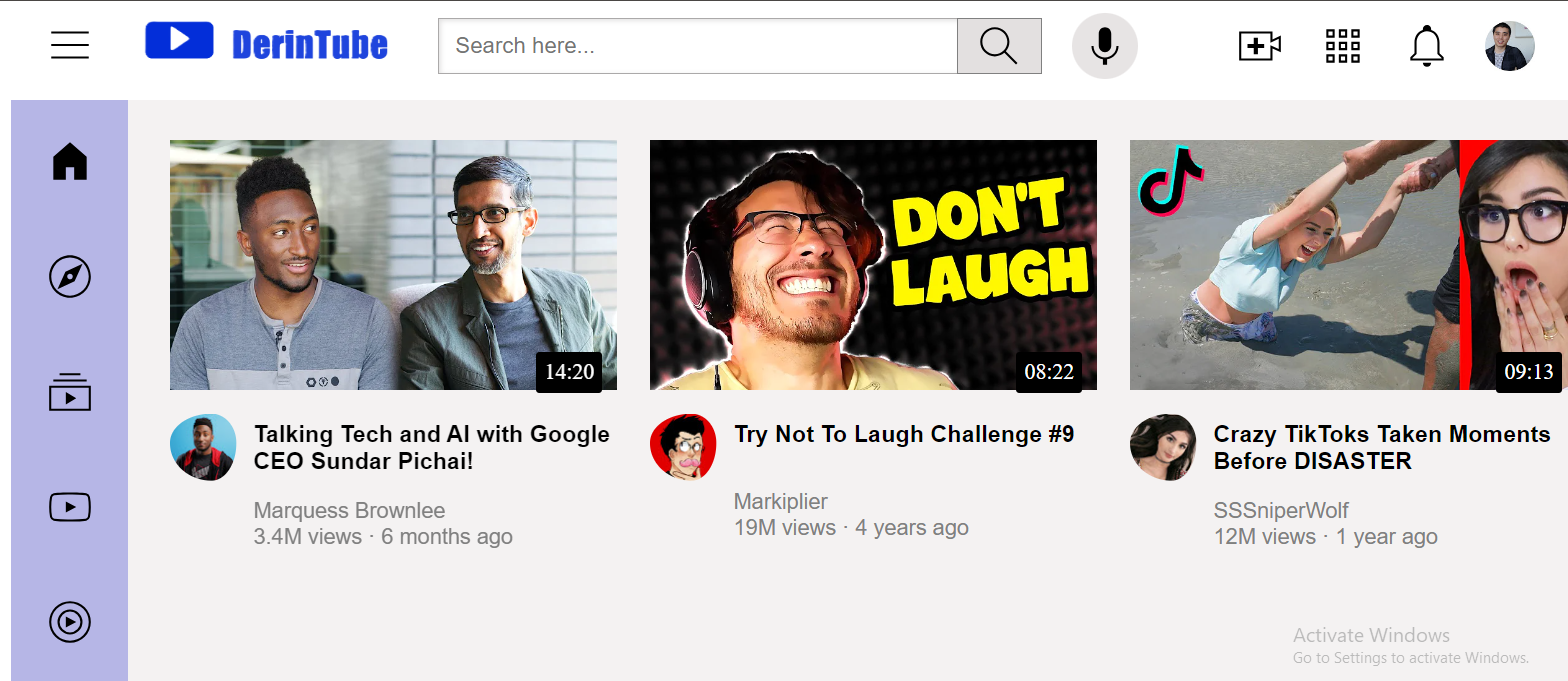 DerinTube
Search here...
DON'T
LAUGH
14:20
08:22
09:13
Talking Tech and AI with Google
CEO Sundar Pichai!
Marquess Brownlee
3.4M views · 6 months ago
Try Not To Laugh Challenge #9
Markiplier
19M views · 4 years ago
Crazy TikToks Taken Moments
Before DISASTER
SSSniperWolf
12M views · 1 year ago
Activate Windows
Go to Settings to activate Windows.